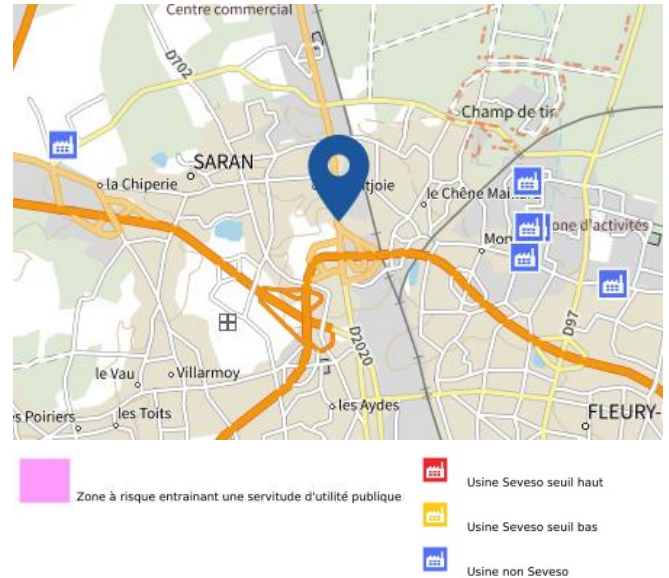 Centre commercial
D702
Champ de tir
SARAN
la Chiperie
tjoie
le Chêne Mai
one d'activités
Mon
D2020
D97
le Vau
Villarmoy
les Aydes
s Poiriers
les Toits
FLEURY-
Zone à risque entrainant une servitude d'utilité publique
Usine Seveso seuil haut
Usine Seveso seuil bas
Usine non Seveso